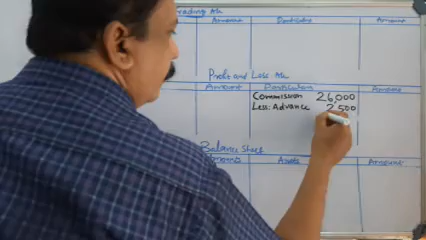 Trading A/c
Amount Particulars Amount
Profit and Loss A/c
Amount Particulars Amount
Commission 26,000
Less: Advance 2,500
Balance Sheet
Amounts Assets Amount